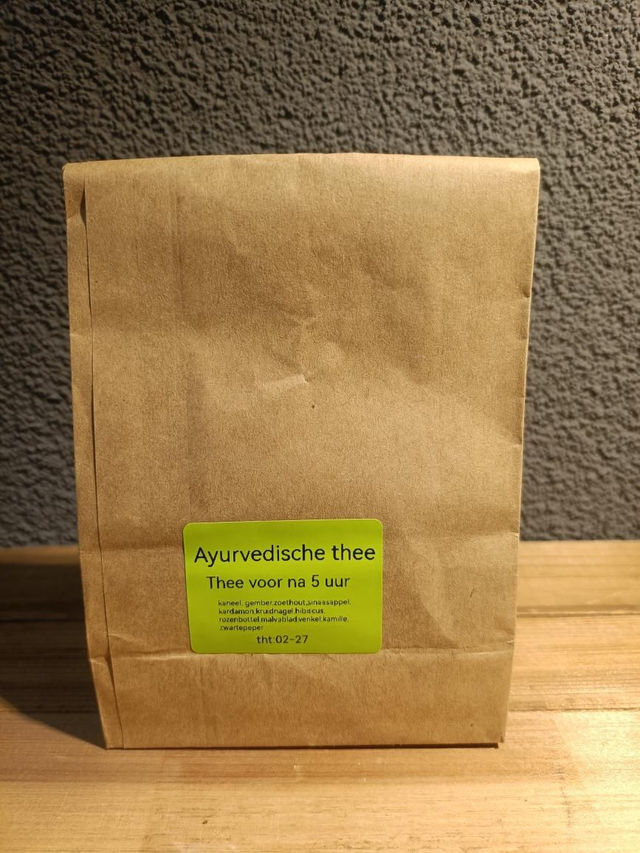 Ayurvedische thee
Thee voor na 5 uur
kaneel, gember,zoethout,sinaasappel,
kardamon,kruidnagel,hibiscus,
rozenbottel,malvablad,venkel,kamille,
zwartepeper
tht:02-27